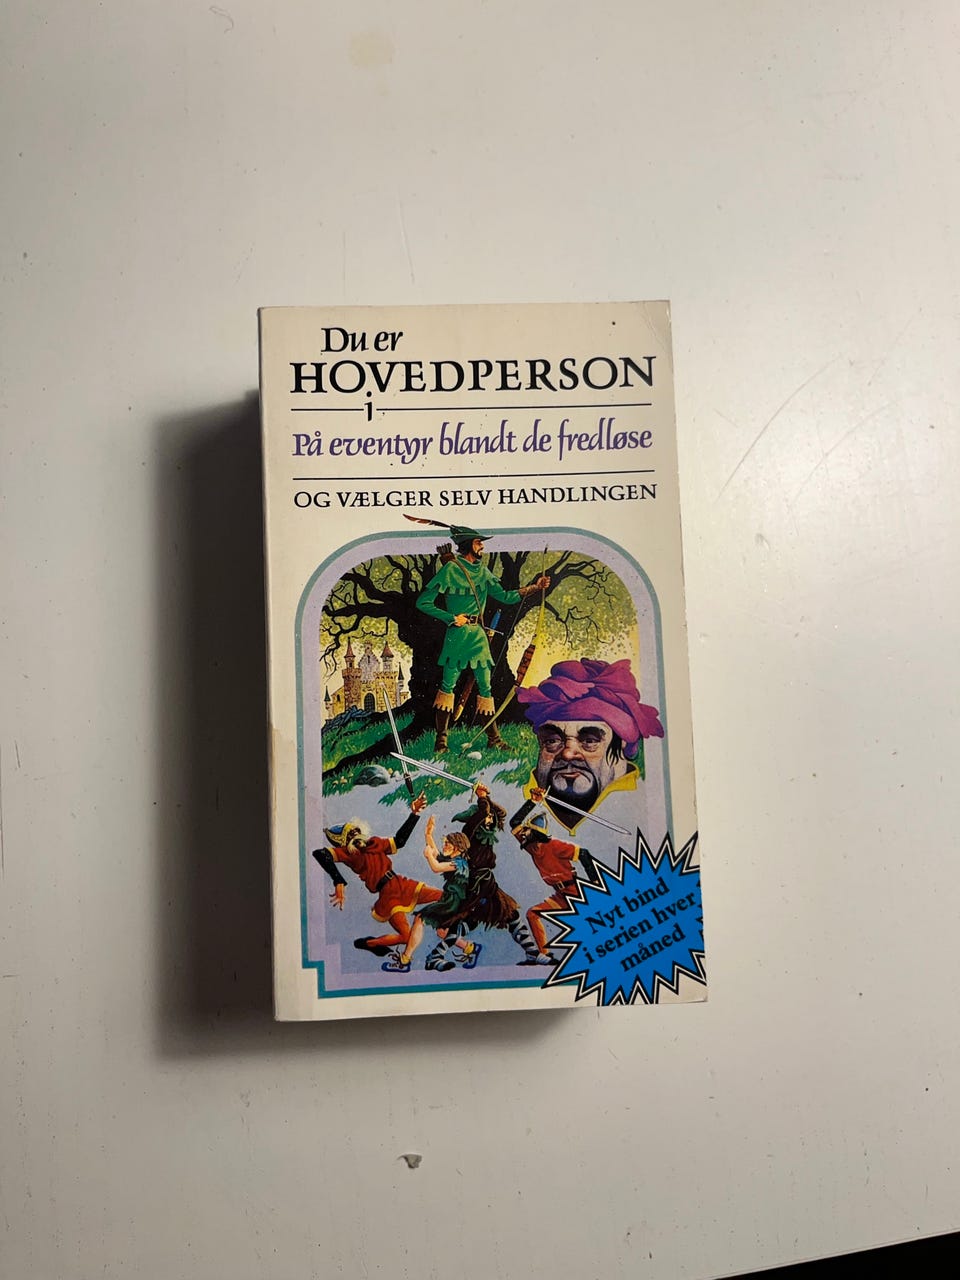 Du er
HOVEDPERSON
i
På eventyr blandt de fredløse
OG VÆLGER SELV HANDLINGEN
Nyt bind
i serien hver
måned